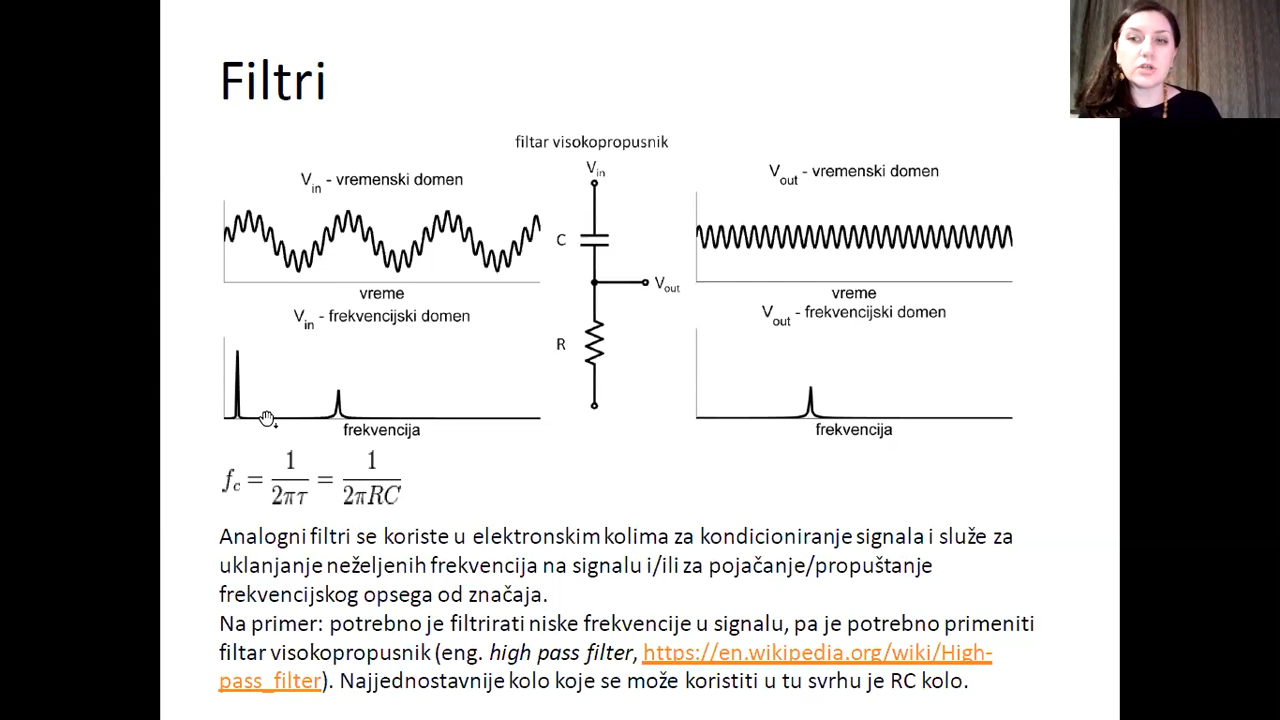 Filtri
filtar visokopropusnik
V_in - vremenski domen
vreme
V_in - frekvencijski domen
frekvencija
V_in
C
V_out
R
V_out - vremenski domen
vreme
V_out - frekvencijski domen
frekvencija
f_c = 1/(2πτ) = 1/(2πRC)
Analogni filtri se koriste u elektronskim kolima za kondicioniranje signala i služe za
uklanjanje neželjenih frekvencija na signalu i/ili za pojačanje/propuštanje
frekvencijskog opsega od značaja.
Na primer: potrebno je filtrirati niske frekvencije u signalu, pa je potrebno primeniti
filtar visokopropusnik (eng. high pass filter, https://en.wikipedia.org/wiki/High-
pass_filter). Najjednostavnije kolo koje se može koristiti u tu svrhu je RC kolo.